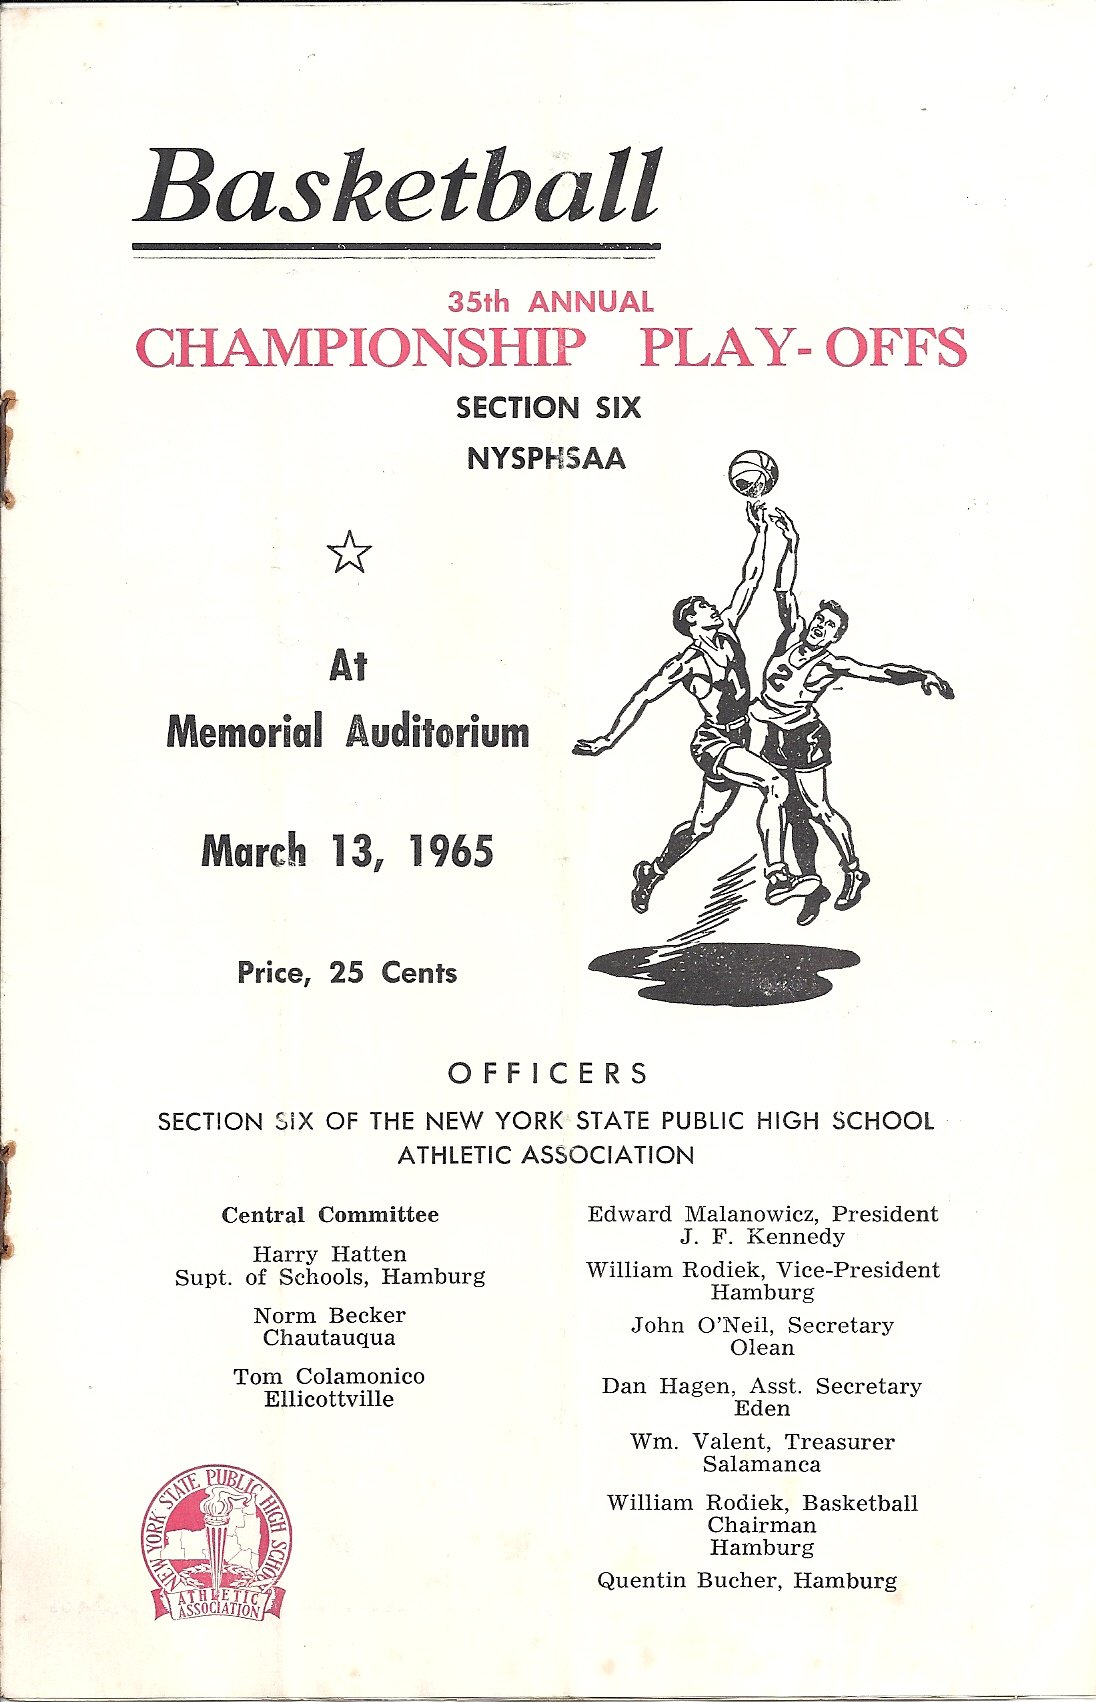 Basketball
35th ANNUAL
CHAMPIONSHIP PLAY-OFFS
SECTION SIX
NYSPHSAA
At
Memorial Auditorium
March 13, 1965
Price, 25 Cents
2
OFFICERS
SECTION SIX OF THE NEW YORK STATE PUBLIC HIGH SCHOOL
ATHLETIC ASSOCIATION
Central Committee
Harry Hatten
Supt. of Schools, Hamburg
Norm Becker
Chautauqua
Tom Colamonico
Ellicottville
Edward Malanowicz, President
J. F. Kennedy
William Rodiek, Vice-President
Hamburg
John O'Neil, Secretary
Olean
Dan Hagen, Asst. Secretary
Eden
Wm. Valent, Treasurer
Salamanca
William Rodiek, Basketball
Chairman
Hamburg
Quentin Bucher, Hamburg
NEW YORK STATE PUBLIC HIGH SCHOOL
ATHLETIC
ASSOCIATION